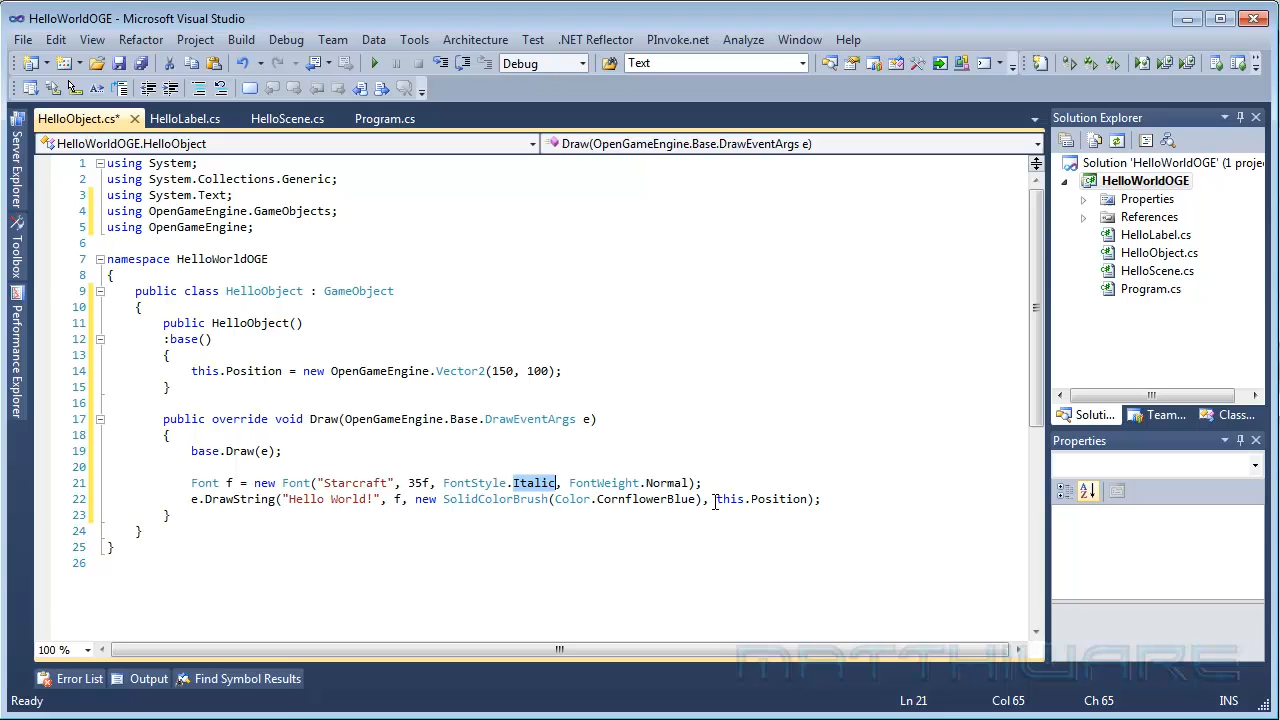 HelloWorldOGE - Microsoft Visual Studio
File Edit View Refactor Project Build Debug Team Data Tools Architecture Test .NET Reflector PInvoke.net Analyze Window Help
Debug Text
HelloObject.cs* HelloLabel.cs HelloScene.cs Program.cs
HelloWorldOGE.HelloObject Draw(OpenGameEngine.Base.DrawEventArgs e)
Server Explorer
Toolbox
Performance Explorer
1 using System;
2 using System.Collections.Generic;
3 using System.Text;
4 using OpenGameEngine.GameObjects;
5 using OpenGameEngine;
6
7 namespace HelloWorldOGE
8 {
9 public class HelloObject : GameObject
10 {
11 public HelloObject()
12 :base()
13 {
14 this.Position = new OpenGameEngine.Vector2(150, 100);
15 }
16
17 public override void Draw(OpenGameEngine.Base.DrawEventArgs e)
18 {
19 base.Draw(e);
20
21 Font f = new Font("Starcraft", 35f, FontStyle.Italic, FontWeight.Normal);
22 e.DrawString("Hello World!", f, new SolidColorBrush(Color.CornflowerBlue), this.Position);
23 }
24 }
25 }
26
100 %
Solution Explorer
Solution 'HelloWorldOGE' (1 proje
HelloWorldOGE
Properties
References
HelloLabel.cs
HelloObject.cs
HelloScene.cs
Program.cs
Soluti... Team... Class...
Properties
MATTHIWARE
Error List Output Find Symbol Results
Ready Ln 21 Col 65 Ch 65 INS